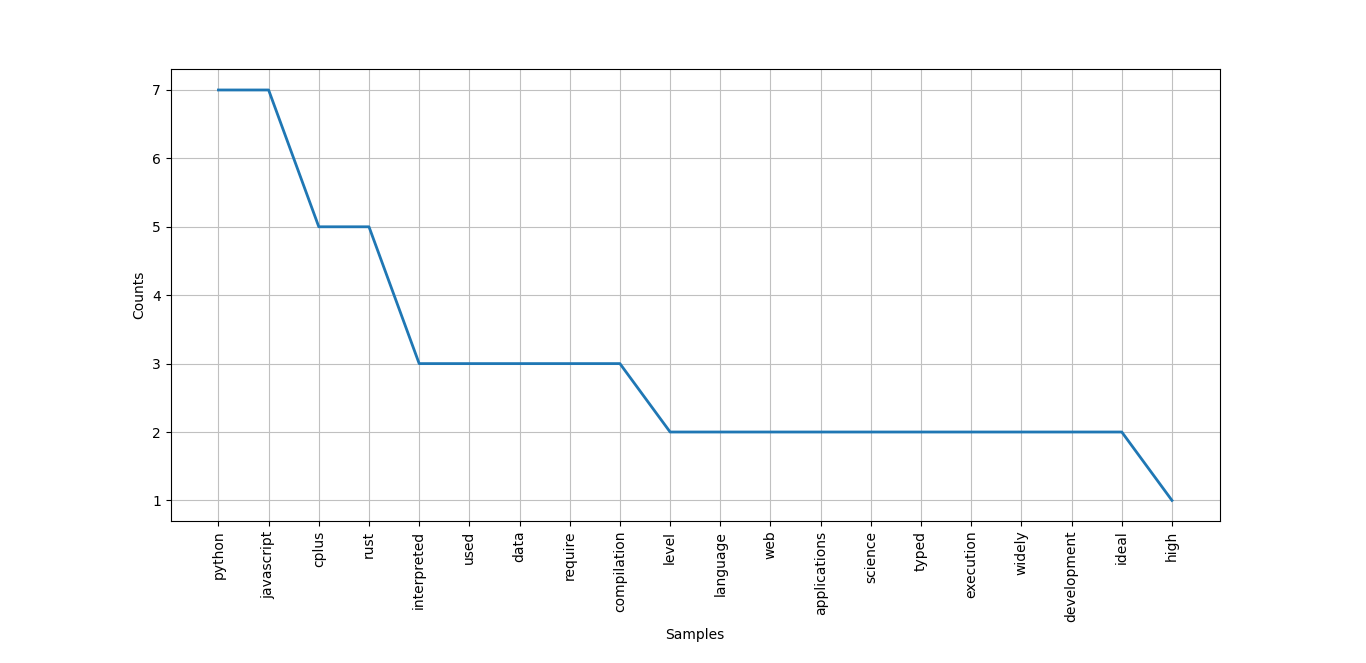 7
6
5
4
3
2
1
Counts
python
javascript
cplus
rust
interpreted
used
data
require
compilation
level
language
web
applications
science
typed
execution
widely
development
ideal
high
Samples